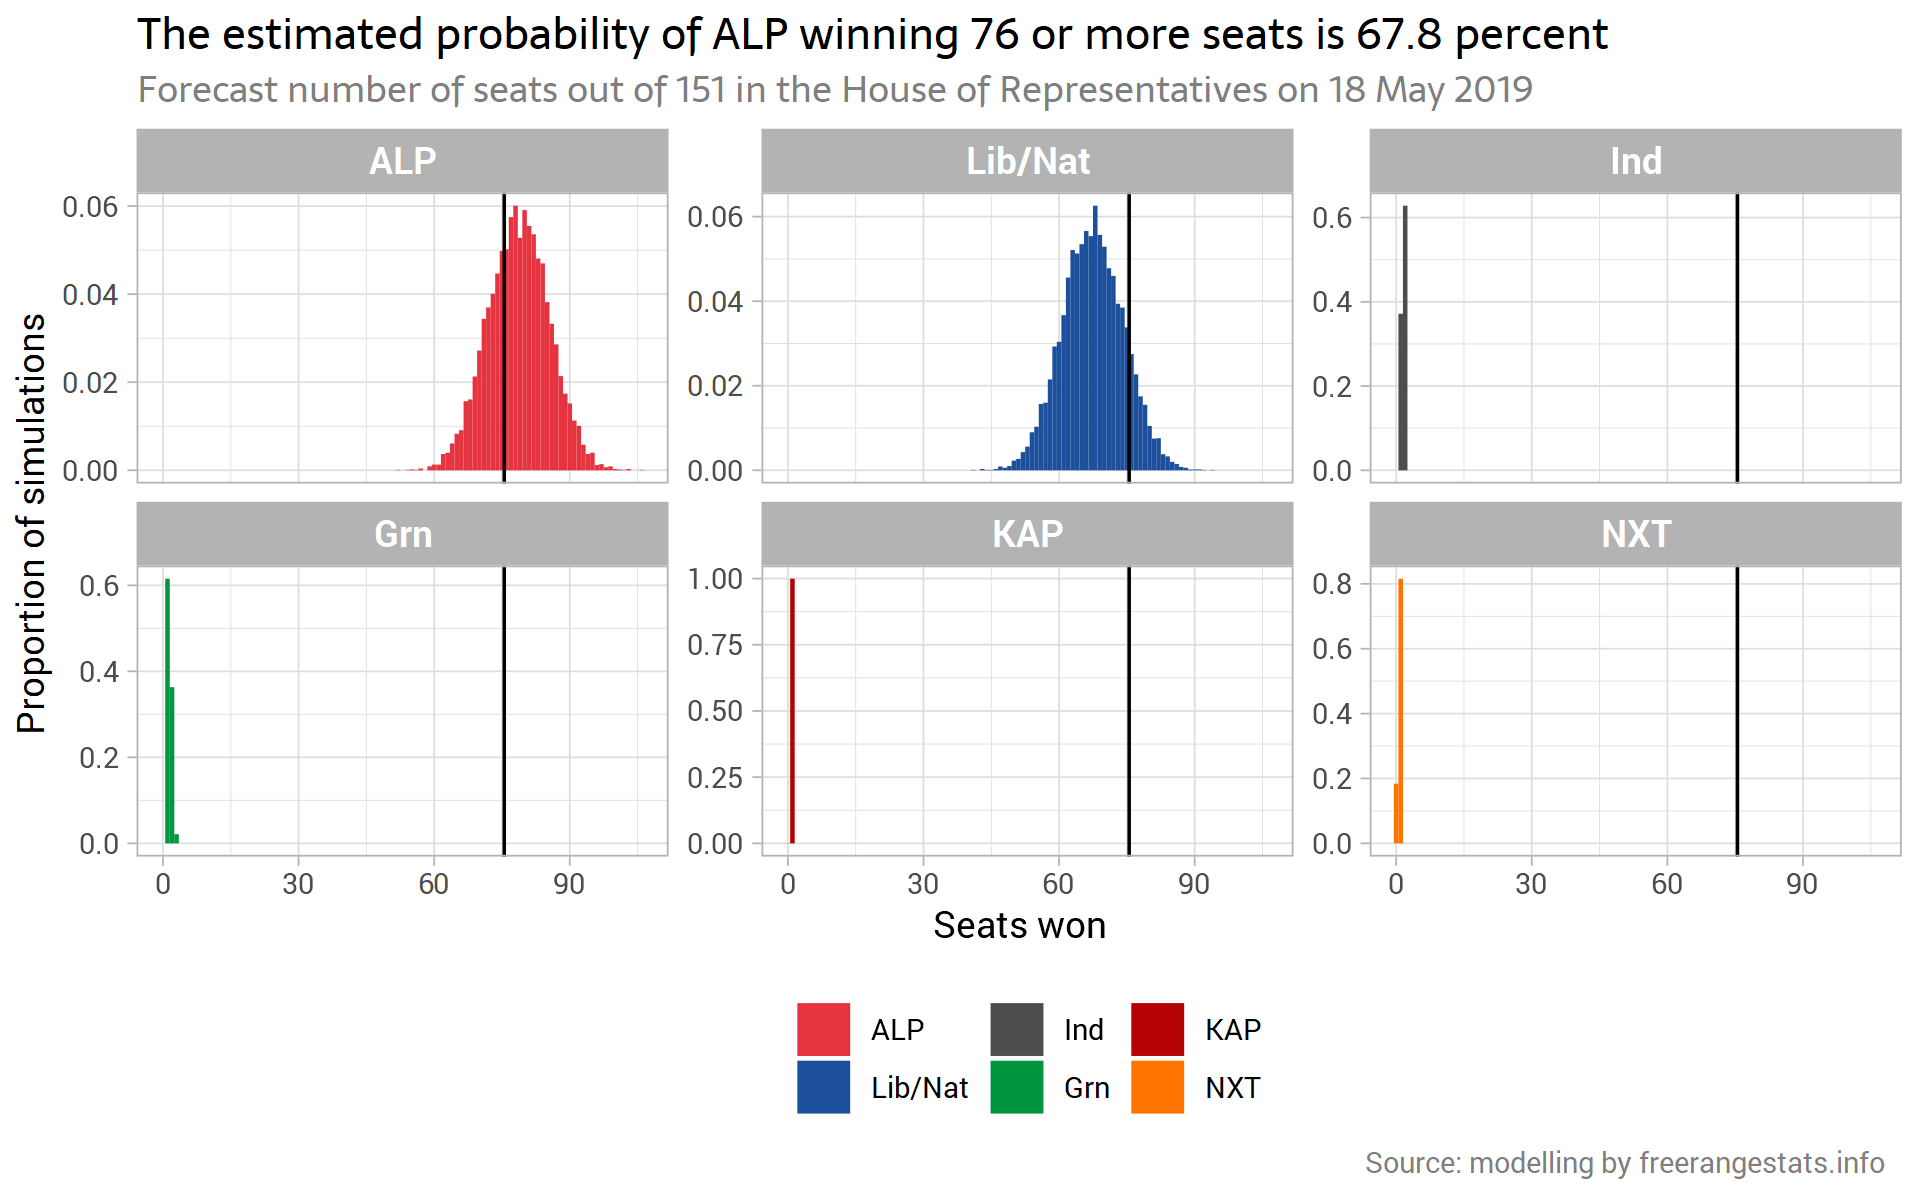 The estimated probability of ALP winning 76 or more seats is 67.8 percent
Forecast number of seats out of 151 in the House of Representatives on 18 May 2019
ALP
Lib/Nat
Ind
0.06
0.04
0.02
0.00
0.06
0.04
0.02
0.00
0.6
0.4
0.2
0.0
Proportion of simulations
Grn
KAP
NXT
0.6
0.4
0.2
0.0
1.00
0.75
0.50
0.25
0.00
0.8
0.6
0.4
0.2
0.0
0 30 60 90
0 30 60 90
0 30 60 90
Seats won
ALP Ind KAP
Lib/Nat Grn NXT
Source: modelling by freerangestats.info